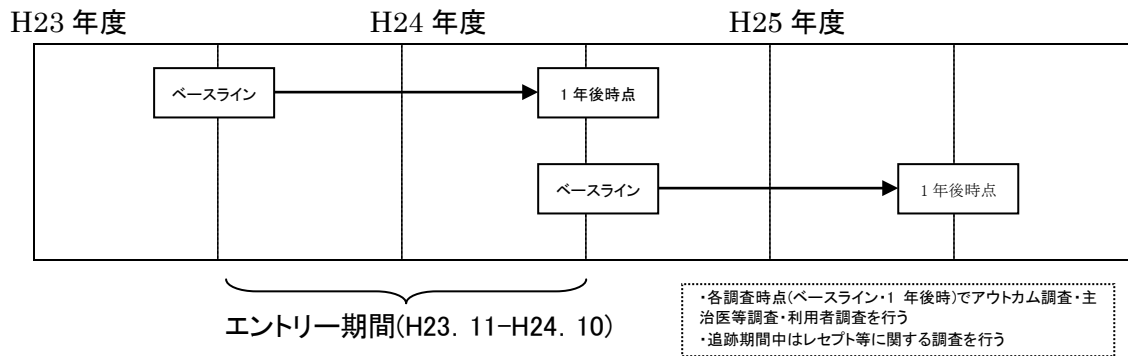 H23 年度 H24 年度 H25 年度
ベースライン 1 年後時点
ベースライン 1 年後時点
エントリー期間(H23. 11-H24. 10)
・各調査時点(ベースライン・1 年後時)でアウトカム調査・主
治医等調査・利用者調査を行う
・追跡期間中はレセプト等に関する調査を行う